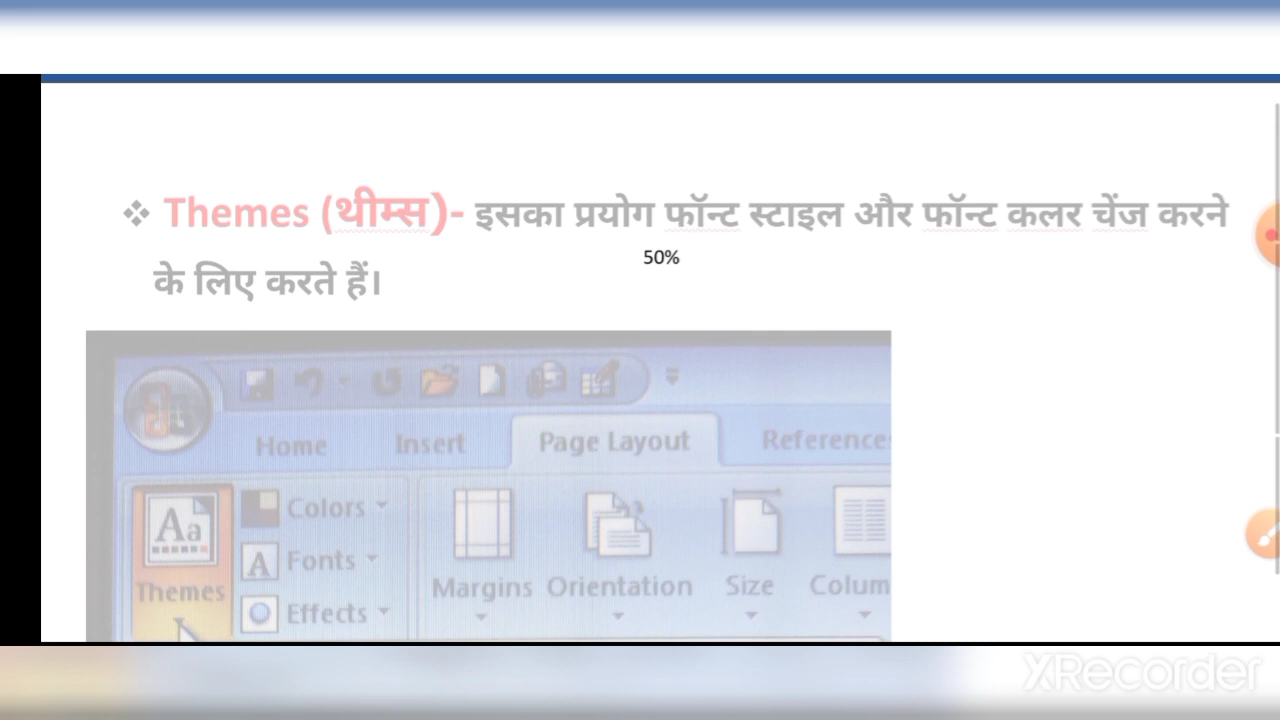 ❖ Themes (थीम्स)- इसका प्रयोग फॉन्ट स्टाइल और फॉन्ट कलर चेंज करने
50%
के लिए करते हैं।
Home Insert Page Layout References
Colors
Aa
Fonts
Themes
Effects
Margins Orientation Size Colum
XRecorder